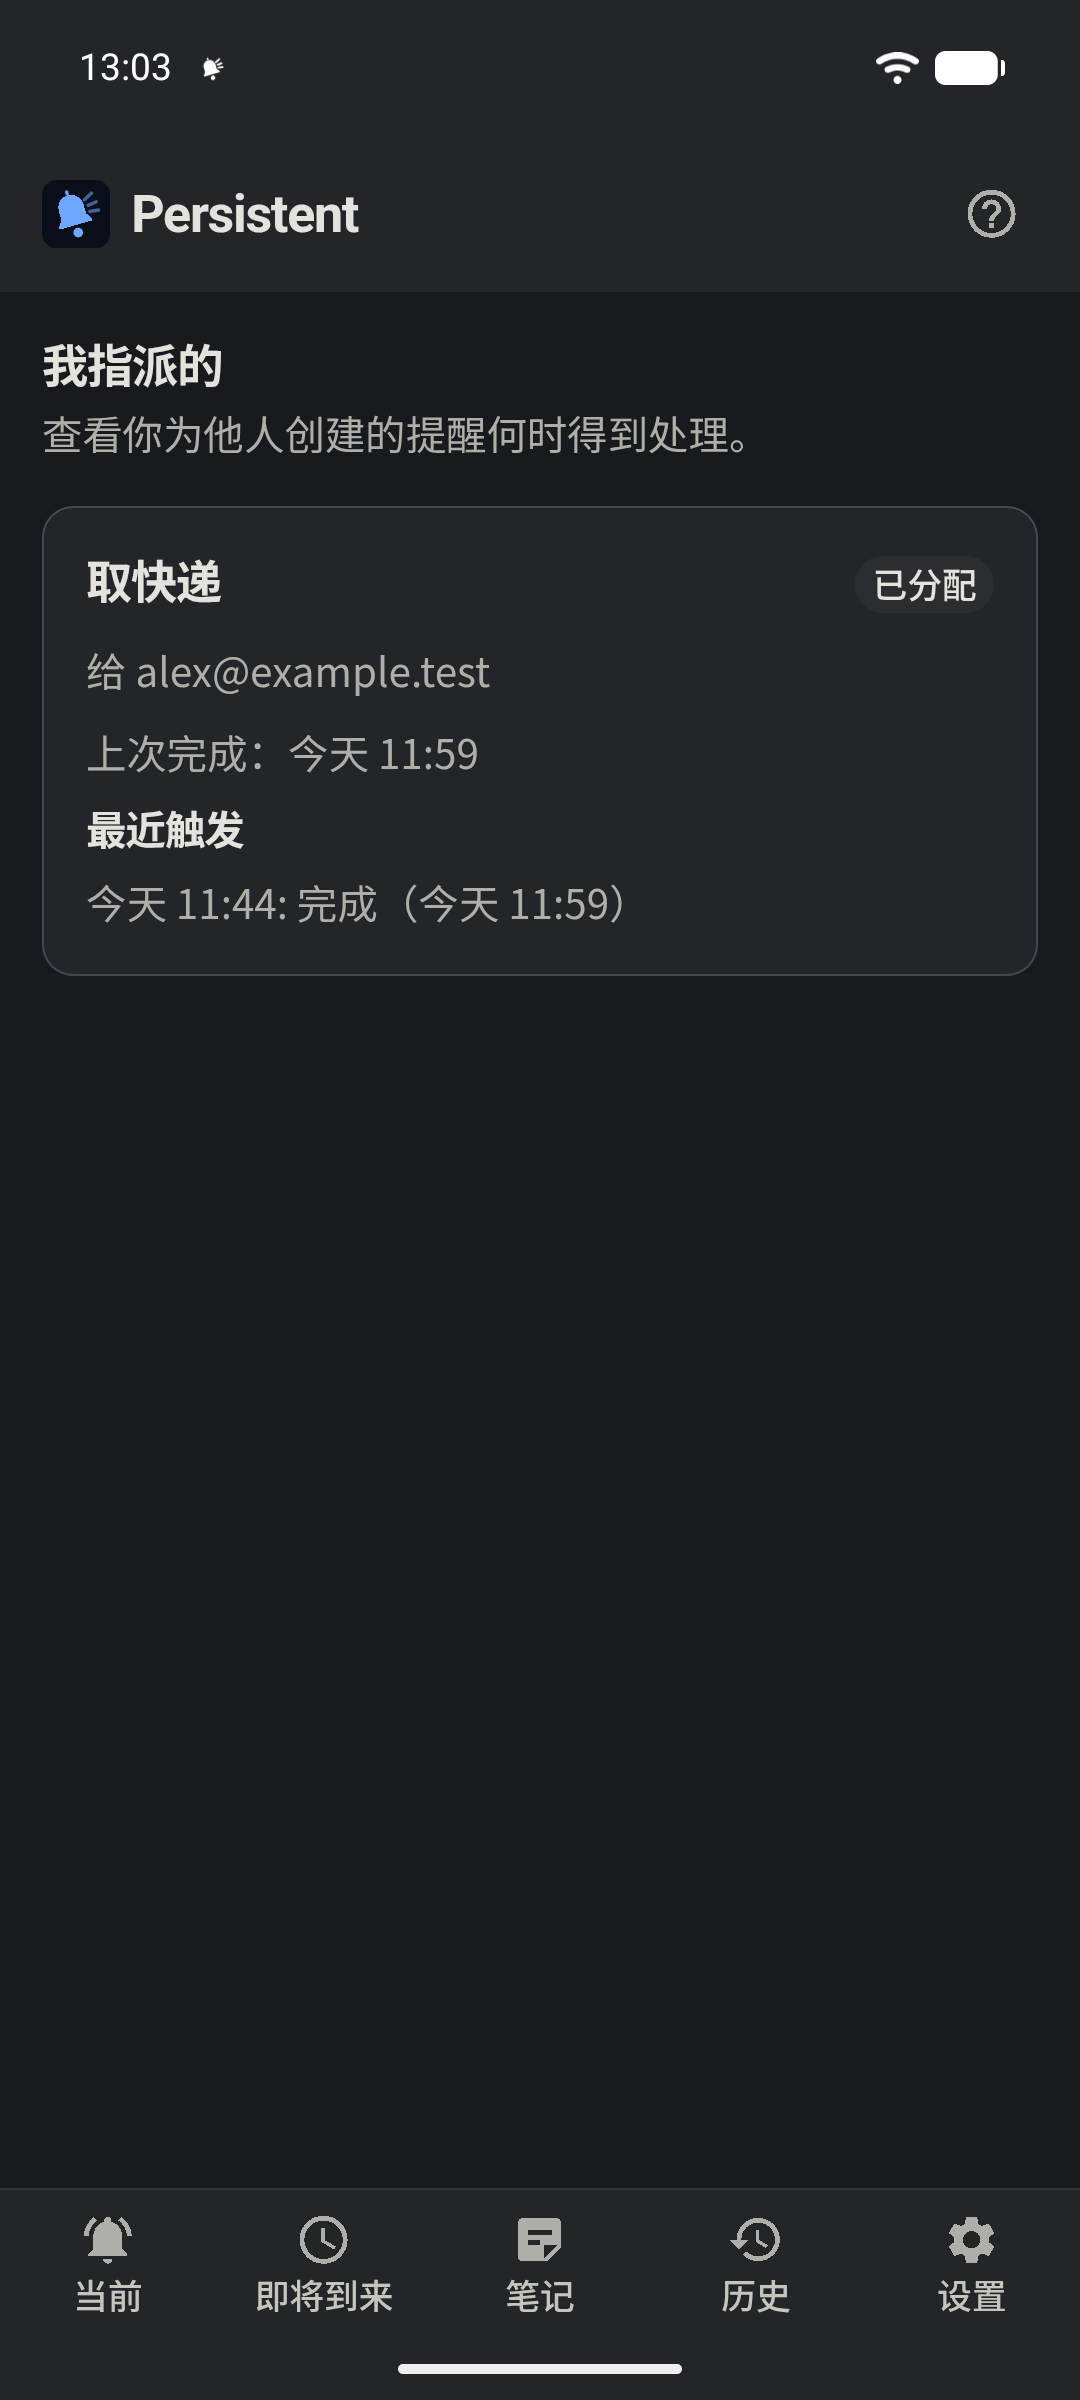 13:03
Persistent
我指派的
查看你为他人创建的提醒何时得到处理。
取快递
已分配
给 alex@example.test
上次完成：今天 11:59
最近触发
今天 11:44: 完成（今天 11:59）
当前
即将到来
笔记
历史
设置